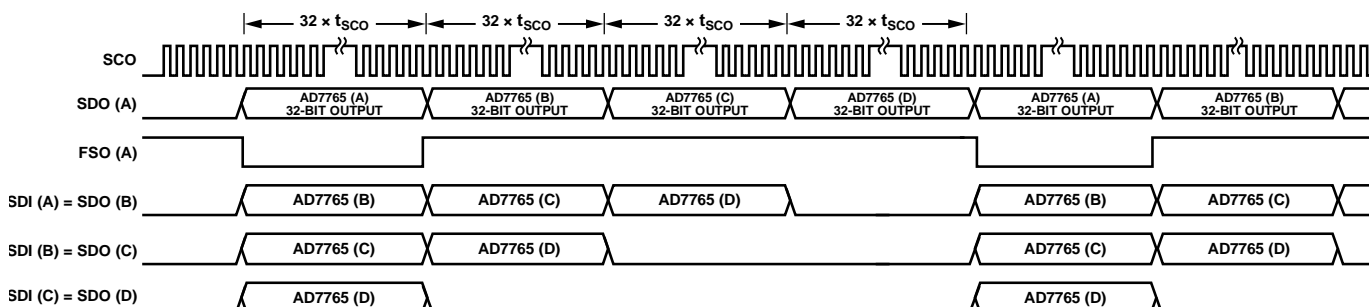 32 × tSCO 32 × tSCO 32 × tSCO 32 × tSCO
SCO
SDO (A) AD7765 (A) AD7765 (B) AD7765 (C) AD7765 (D) AD7765 (A) AD7765 (B)
32-BIT OUTPUT 32-BIT OUTPUT 32-BIT OUTPUT 32-BIT OUTPUT 32-BIT OUTPUT 32-BIT OUTPUT
FSO (A)
SDI (A) = SDO (B) AD7765 (B) AD7765 (C) AD7765 (D) AD7765 (B) AD7765 (C)
SDI (B) = SDO (C) AD7765 (C) AD7765 (D) AD7765 (C) AD7765 (D)
SDI (C) = SDO (D) AD7765 (D) AD7765 (D)